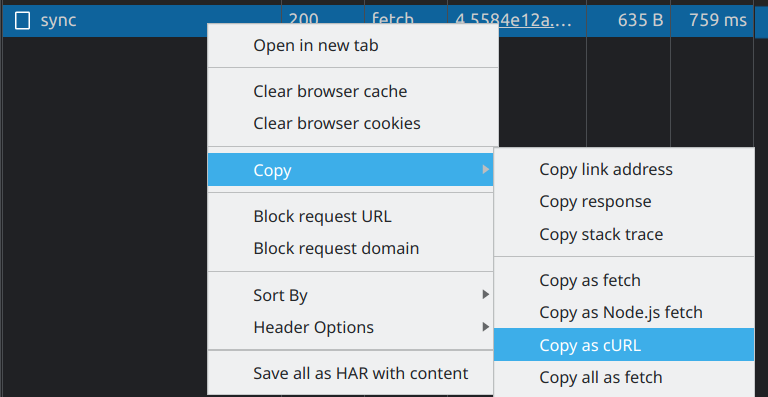 sync 200 fetch 4.5584e12a.… 635 B 759 ms
Open in new tab
Clear browser cache
Clear browser cookies
Copy
Block request URL
Block request domain
Sort By
Header Options
Save all as HAR with content
Copy link address
Copy response
Copy stack trace
Copy as fetch
Copy as Node.js fetch
Copy as cURL
Copy all as fetch